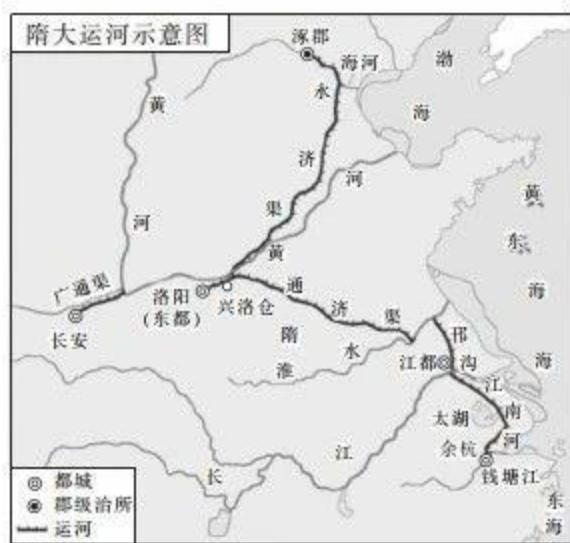 隋大运河示意图
涿郡
海河
渤海
永济渠
黄河
黄河
黄海
东海
广通渠
长安
洛阳
(东都)
兴洛仓
通济渠
隋
淮水
邗沟
江都
江南河
太湖
余杭
钱塘江
长江
东海
都城
郡级治所
运河